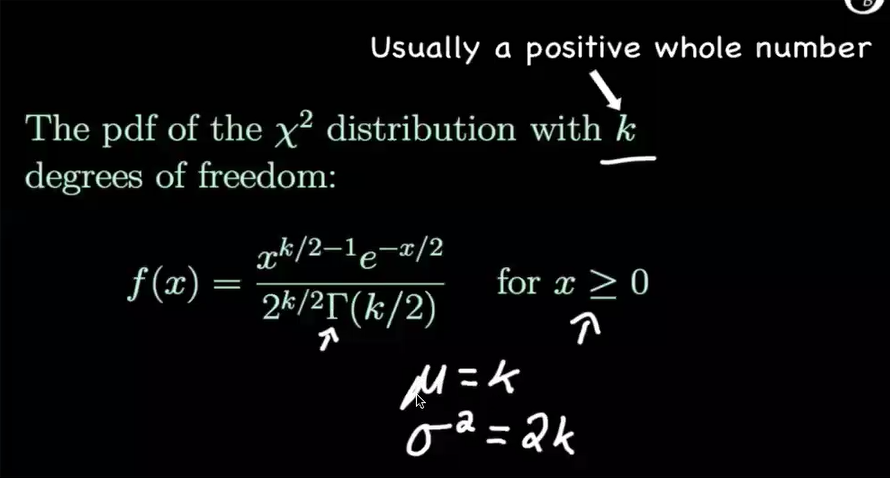 B
Usually a positive whole number
The pdf of the χ² distribution with k
degrees of freedom:
f(x) = x^{k/2−1}e^{−x/2} / 2^{k/2}Γ(k/2) for x ≥ 0
μ = k
σ² = 2k